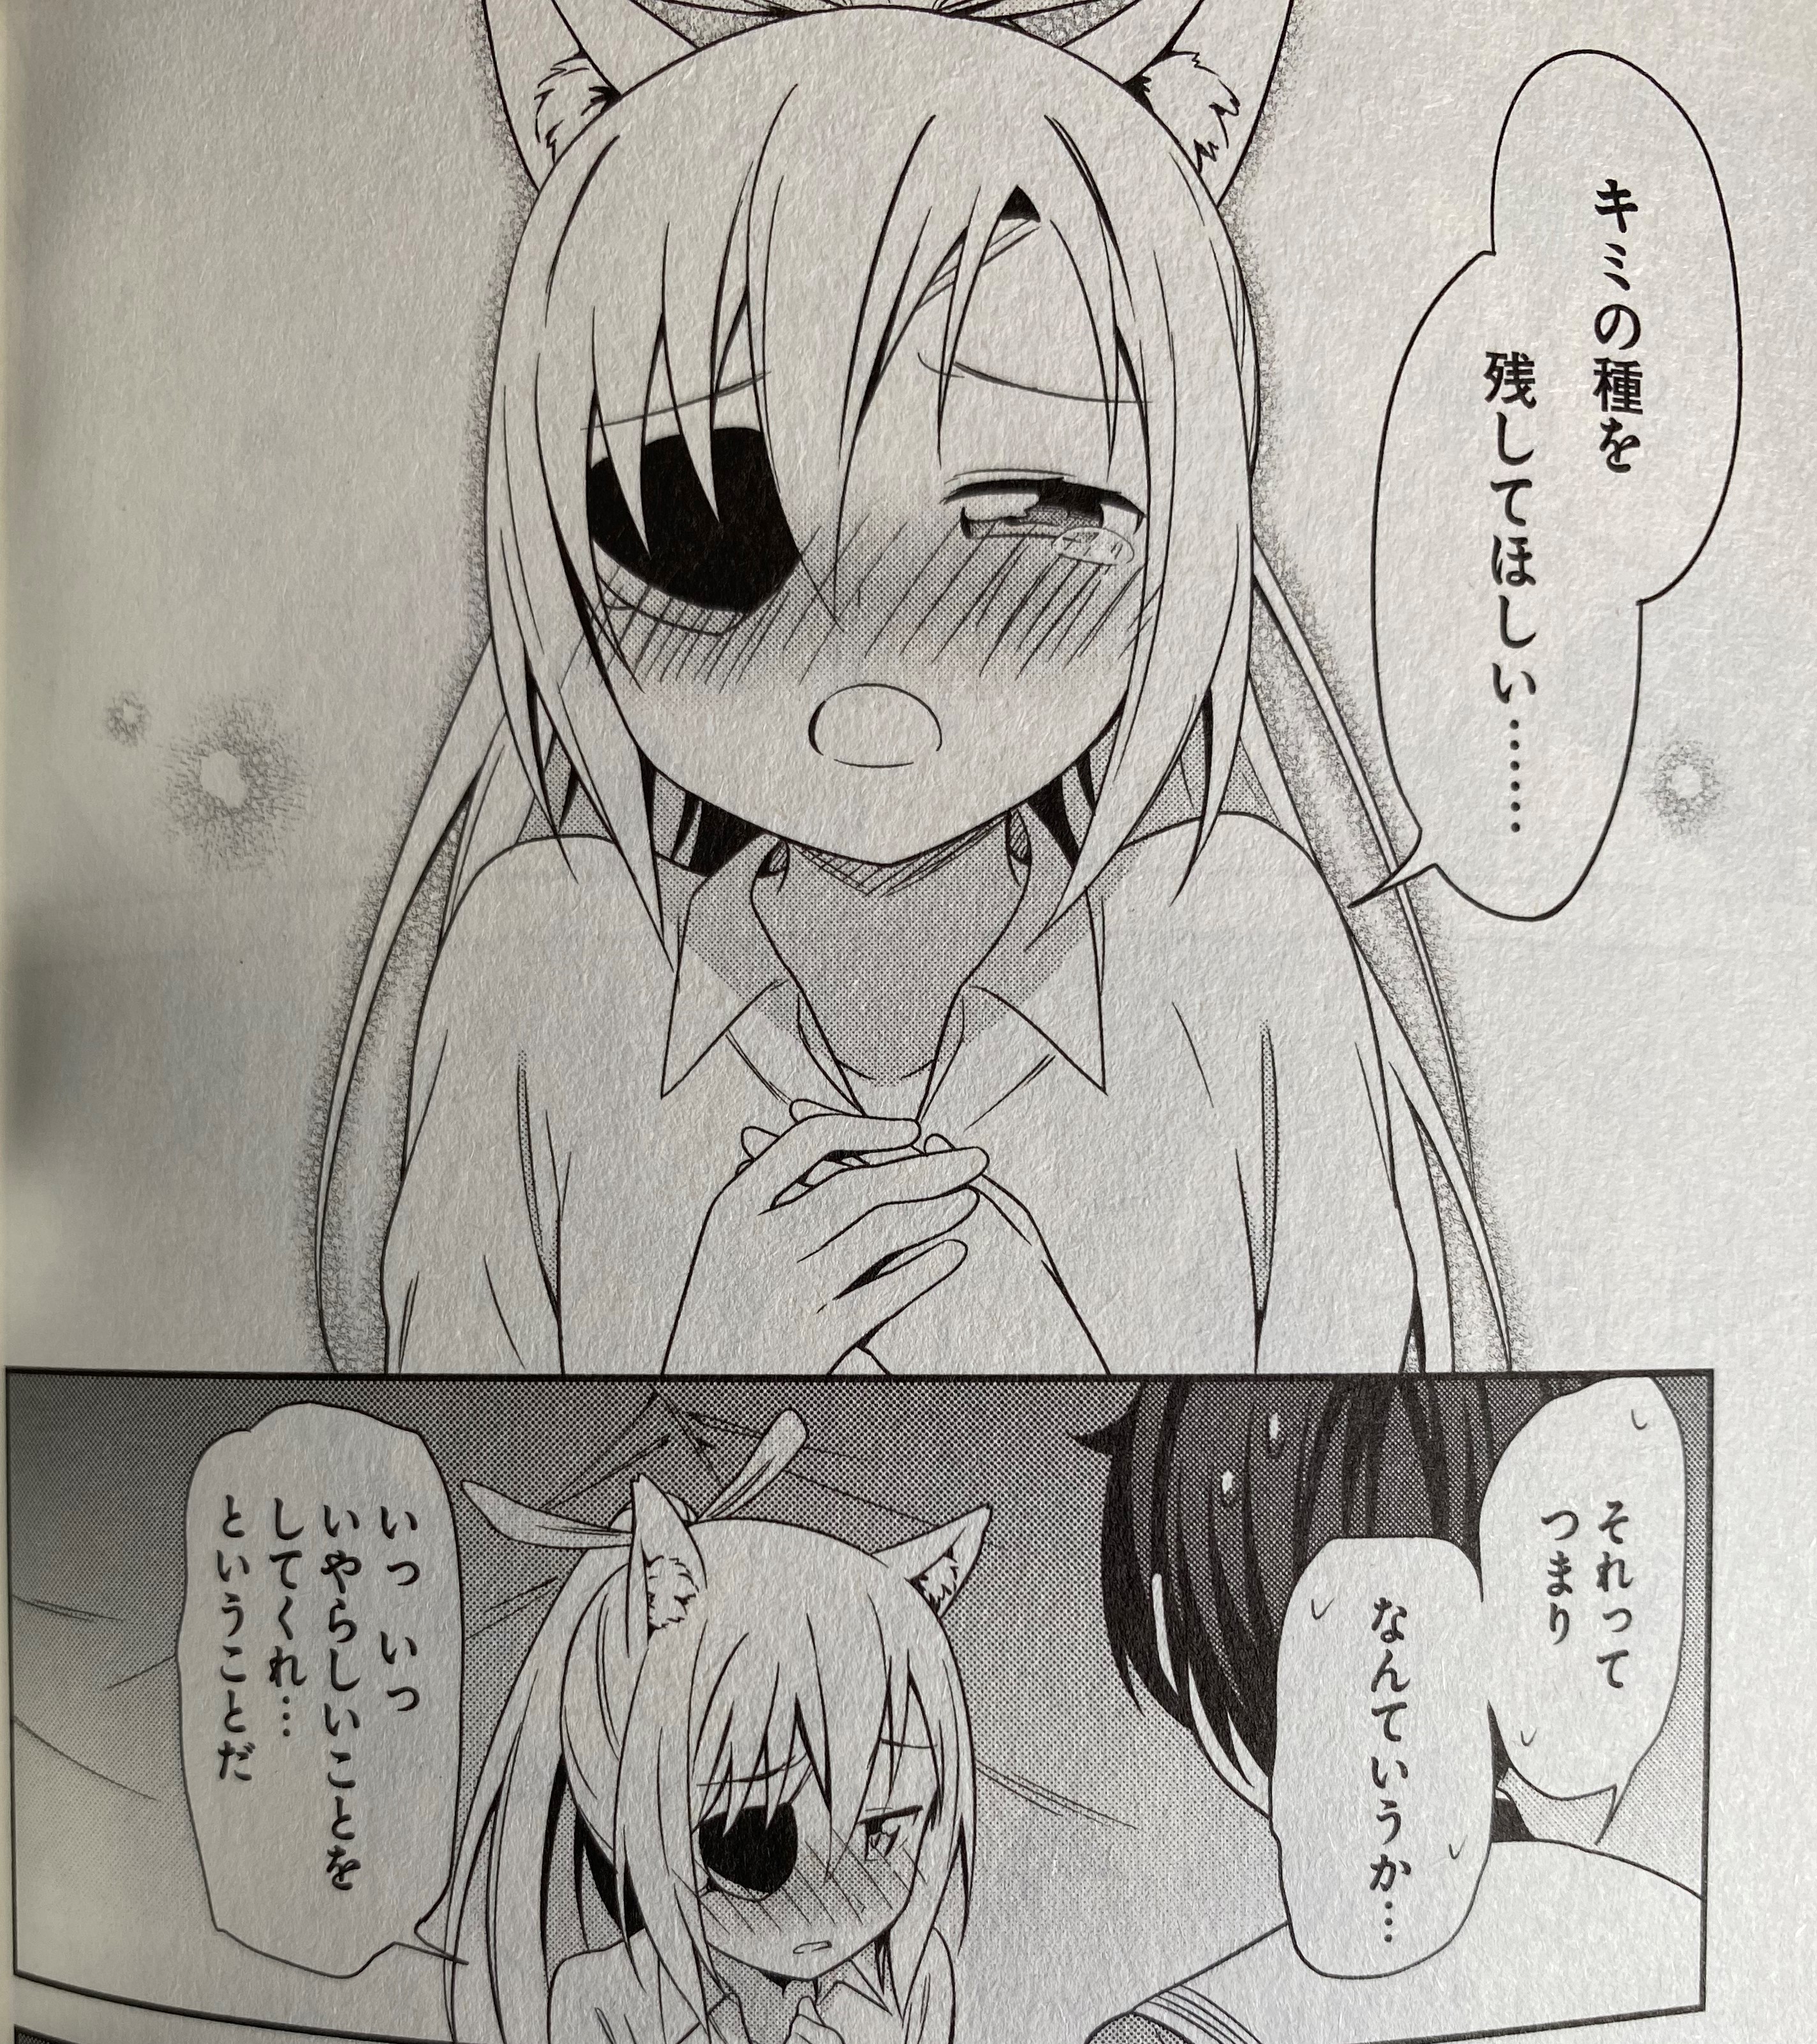 キミの種を
残してほしい……
それって
つまり
なんていうか…
いっ いっ
いやらしいことを
してくれ…
ということだ